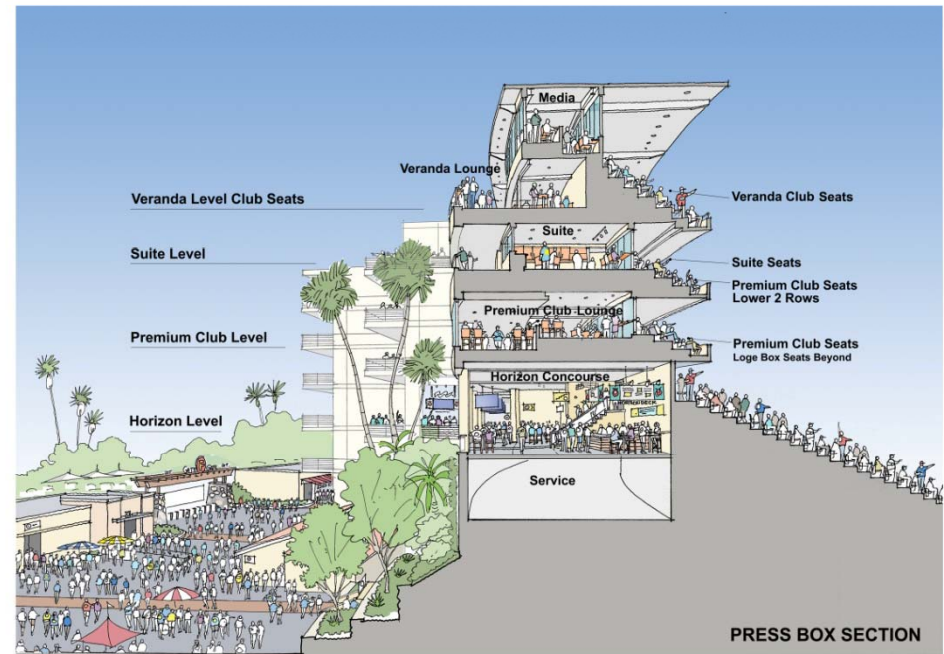 Media
Veranda Lounge
Veranda Level Club Seats
Veranda Club Seats
Suite
Suite Level
Suite Seats
Premium Club Seats
Lower 2 Rows
Premium Club Lounge
Premium Club Level
Premium Club Seats
Loge Box Seats Beyond
Horizon Concourse
Horizon Level
Service
PRESS BOX SECTION